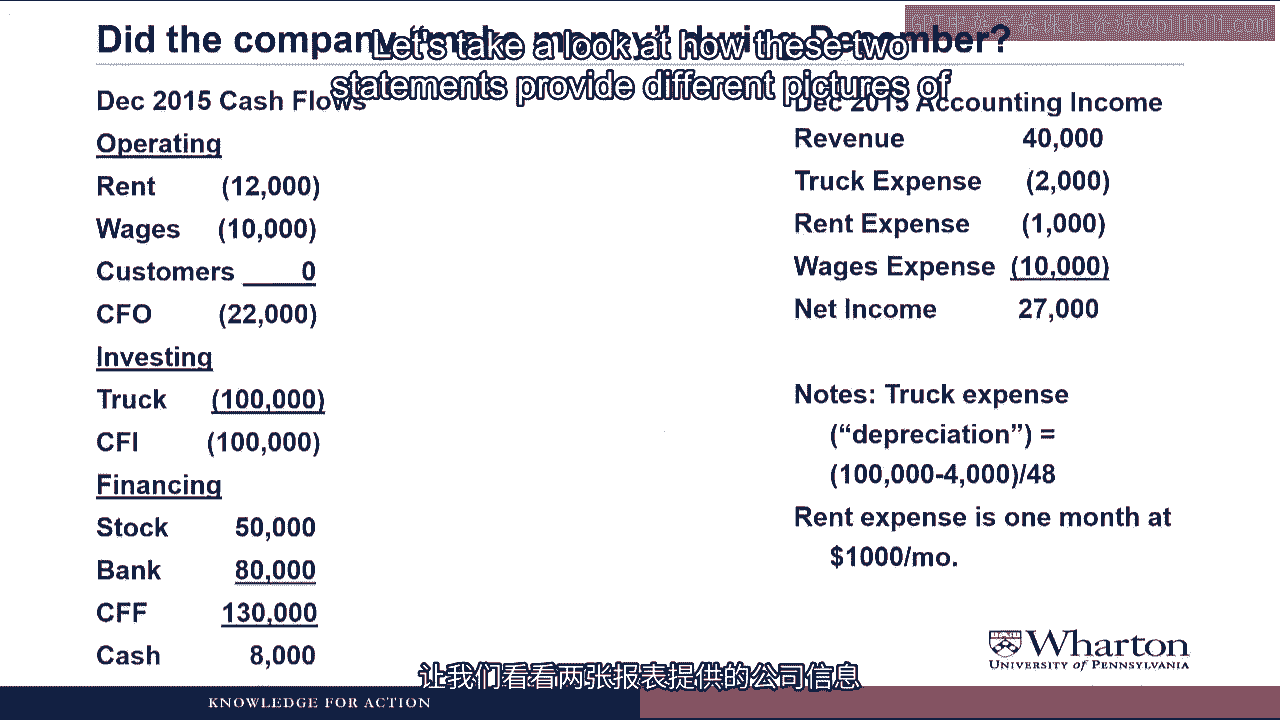 Did the company "make money" during December?
Let's take a look at how these two
statements provide different pictures of
Dec 2015 Cash Flows
Operating
Rent (12,000)
Wages (10,000)
Customers 0
CFO (22,000)
Investing
Truck (100,000)
CFI (100,000)
Financing
Stock 50,000
Bank 80,000
CFF 130,000
Cash 8,000
Dec 2015 Accounting Income
Revenue 40,000
Truck Expense (2,000)
Rent Expense (1,000)
Wages Expense (10,000)
Net Income 27,000
Notes: Truck expense
("depreciation") =
(100,000-4,000)/48
Rent expense is one month at
$1000/mo.
Wharton
UNIVERSITY of PENNSYLVANIA
让我们看看两张报表提供的公司信息
KNOWLEDGE FOR ACTION